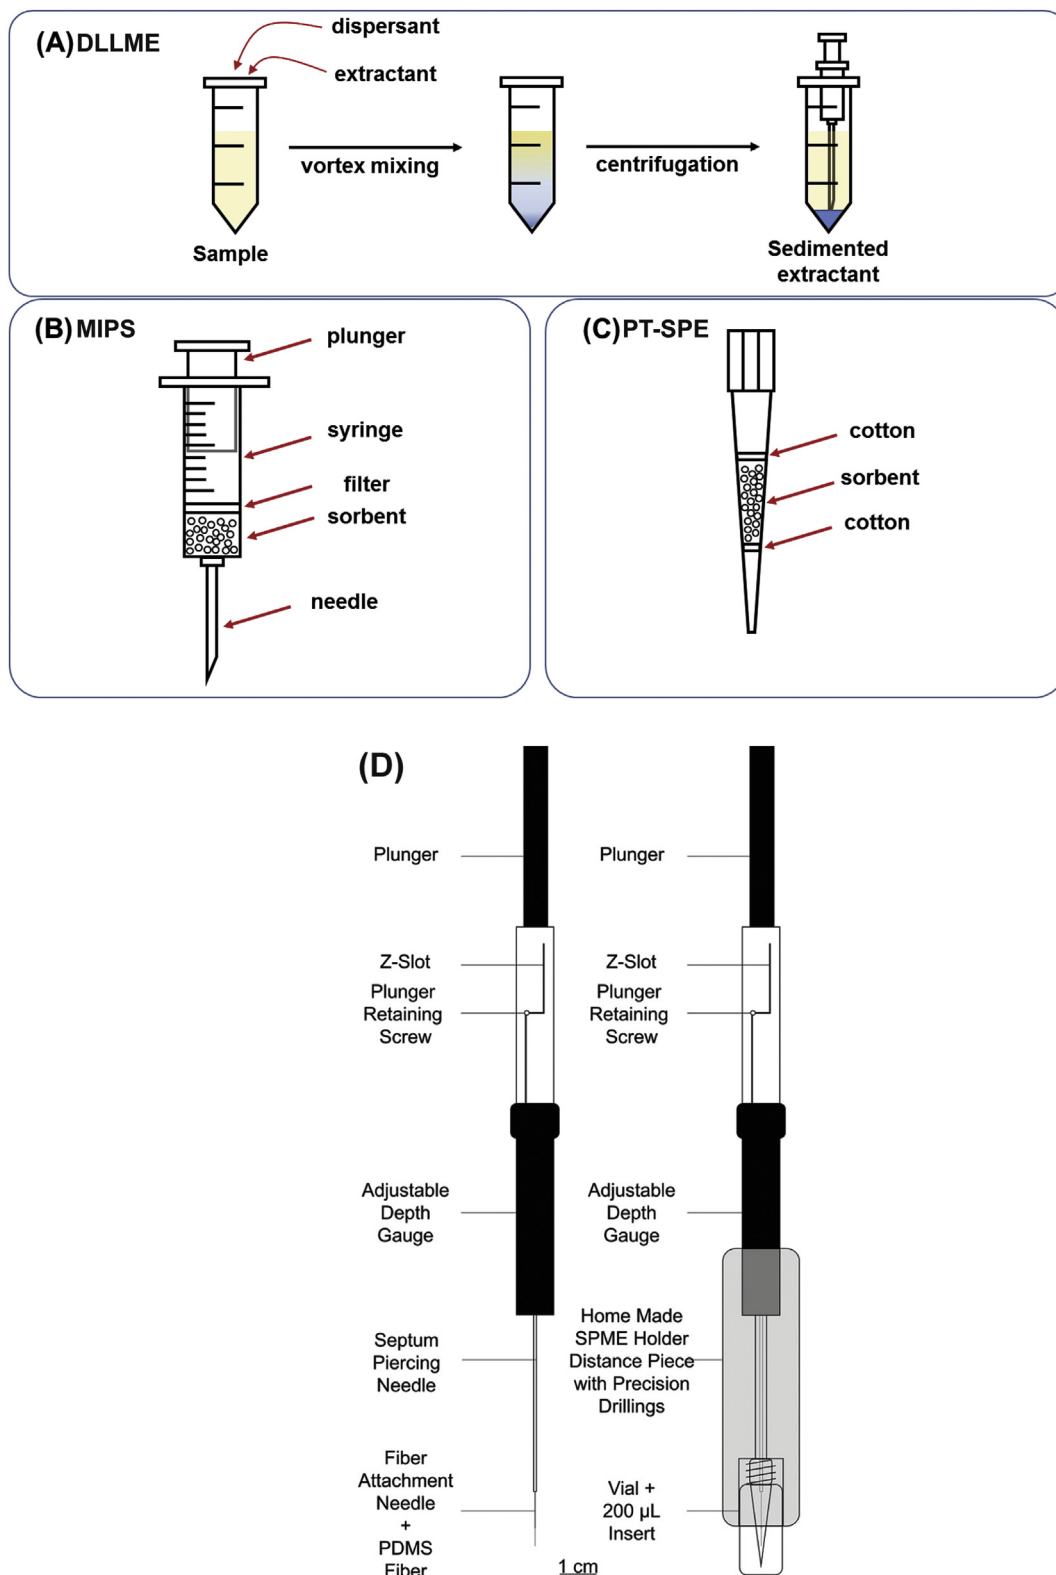 (A) DLLME
dispersant
extractant
vortex mixing
centrifugation
Sample
Sedimented
extractant
(B) MIPS
plunger
syringe
filter
sorbent
needle
(C) PT-SPE
cotton
sorbent
cotton
(D)
Plunger
Z-Slot
Plunger
Retaining
Screw
Adjustable
Depth
Gauge
Septum
Piercing
Needle
Fiber
Attachment
Needle
+
PDMS
Fiber
Plunger
Z-Slot
Plunger
Retaining
Screw
Adjustable
Depth
Gauge
Home Made
SPME Holder
Distance Piece
with Precision
Drillings
Vial +
200 µL
Insert
1 cm